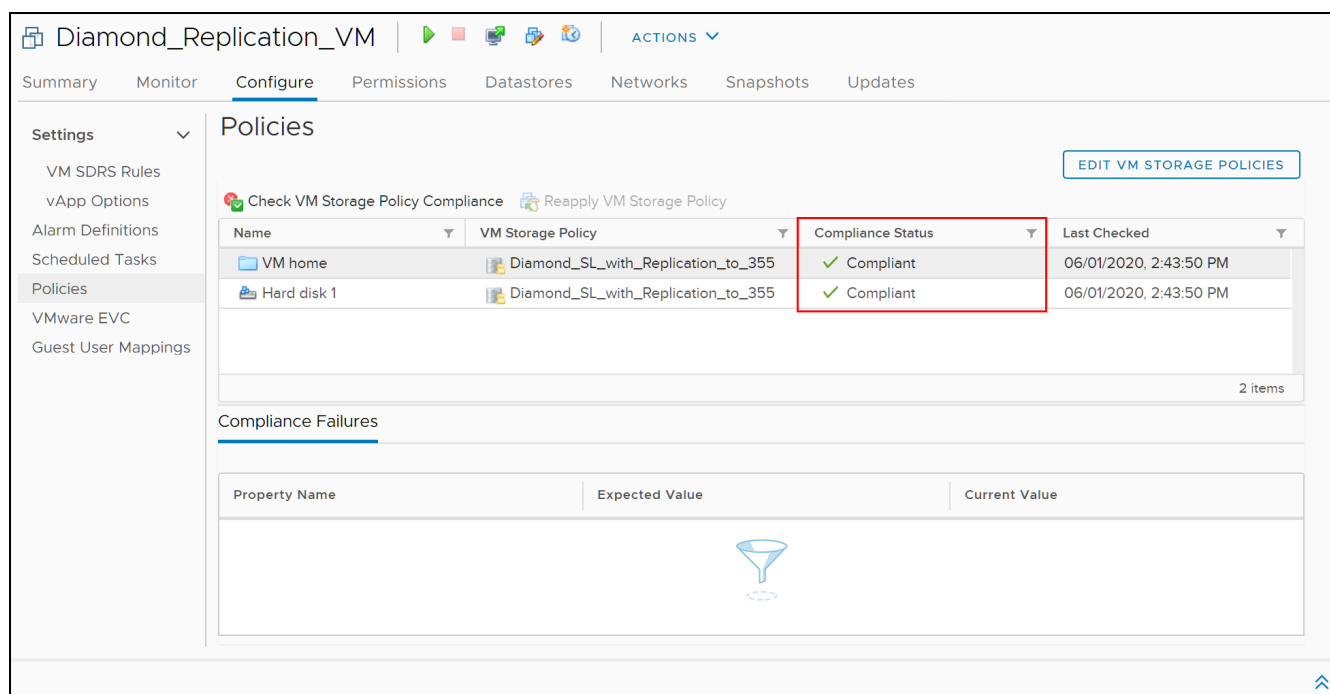 Diamond_Replication_VM ACTIONS
Summary Monitor Configure Permissions Datastores Networks Snapshots Updates
Settings
VM SDRS Rules
vApp Options
Alarm Definitions
Scheduled Tasks
Policies
VMware EVC
Guest User Mappings
Policies
EDIT VM STORAGE POLICIES
Check VM Storage Policy Compliance Reapply VM Storage Policy
Name VM Storage Policy Compliance Status Last Checked
VM home Diamond_SL_with_Replication_to_355 Compliant 06/01/2020, 2:43:50 PM
Hard disk 1 Diamond_SL_with_Replication_to_355 Compliant 06/01/2020, 2:43:50 PM
2 items
Compliance Failures
Property Name Expected Value Current Value